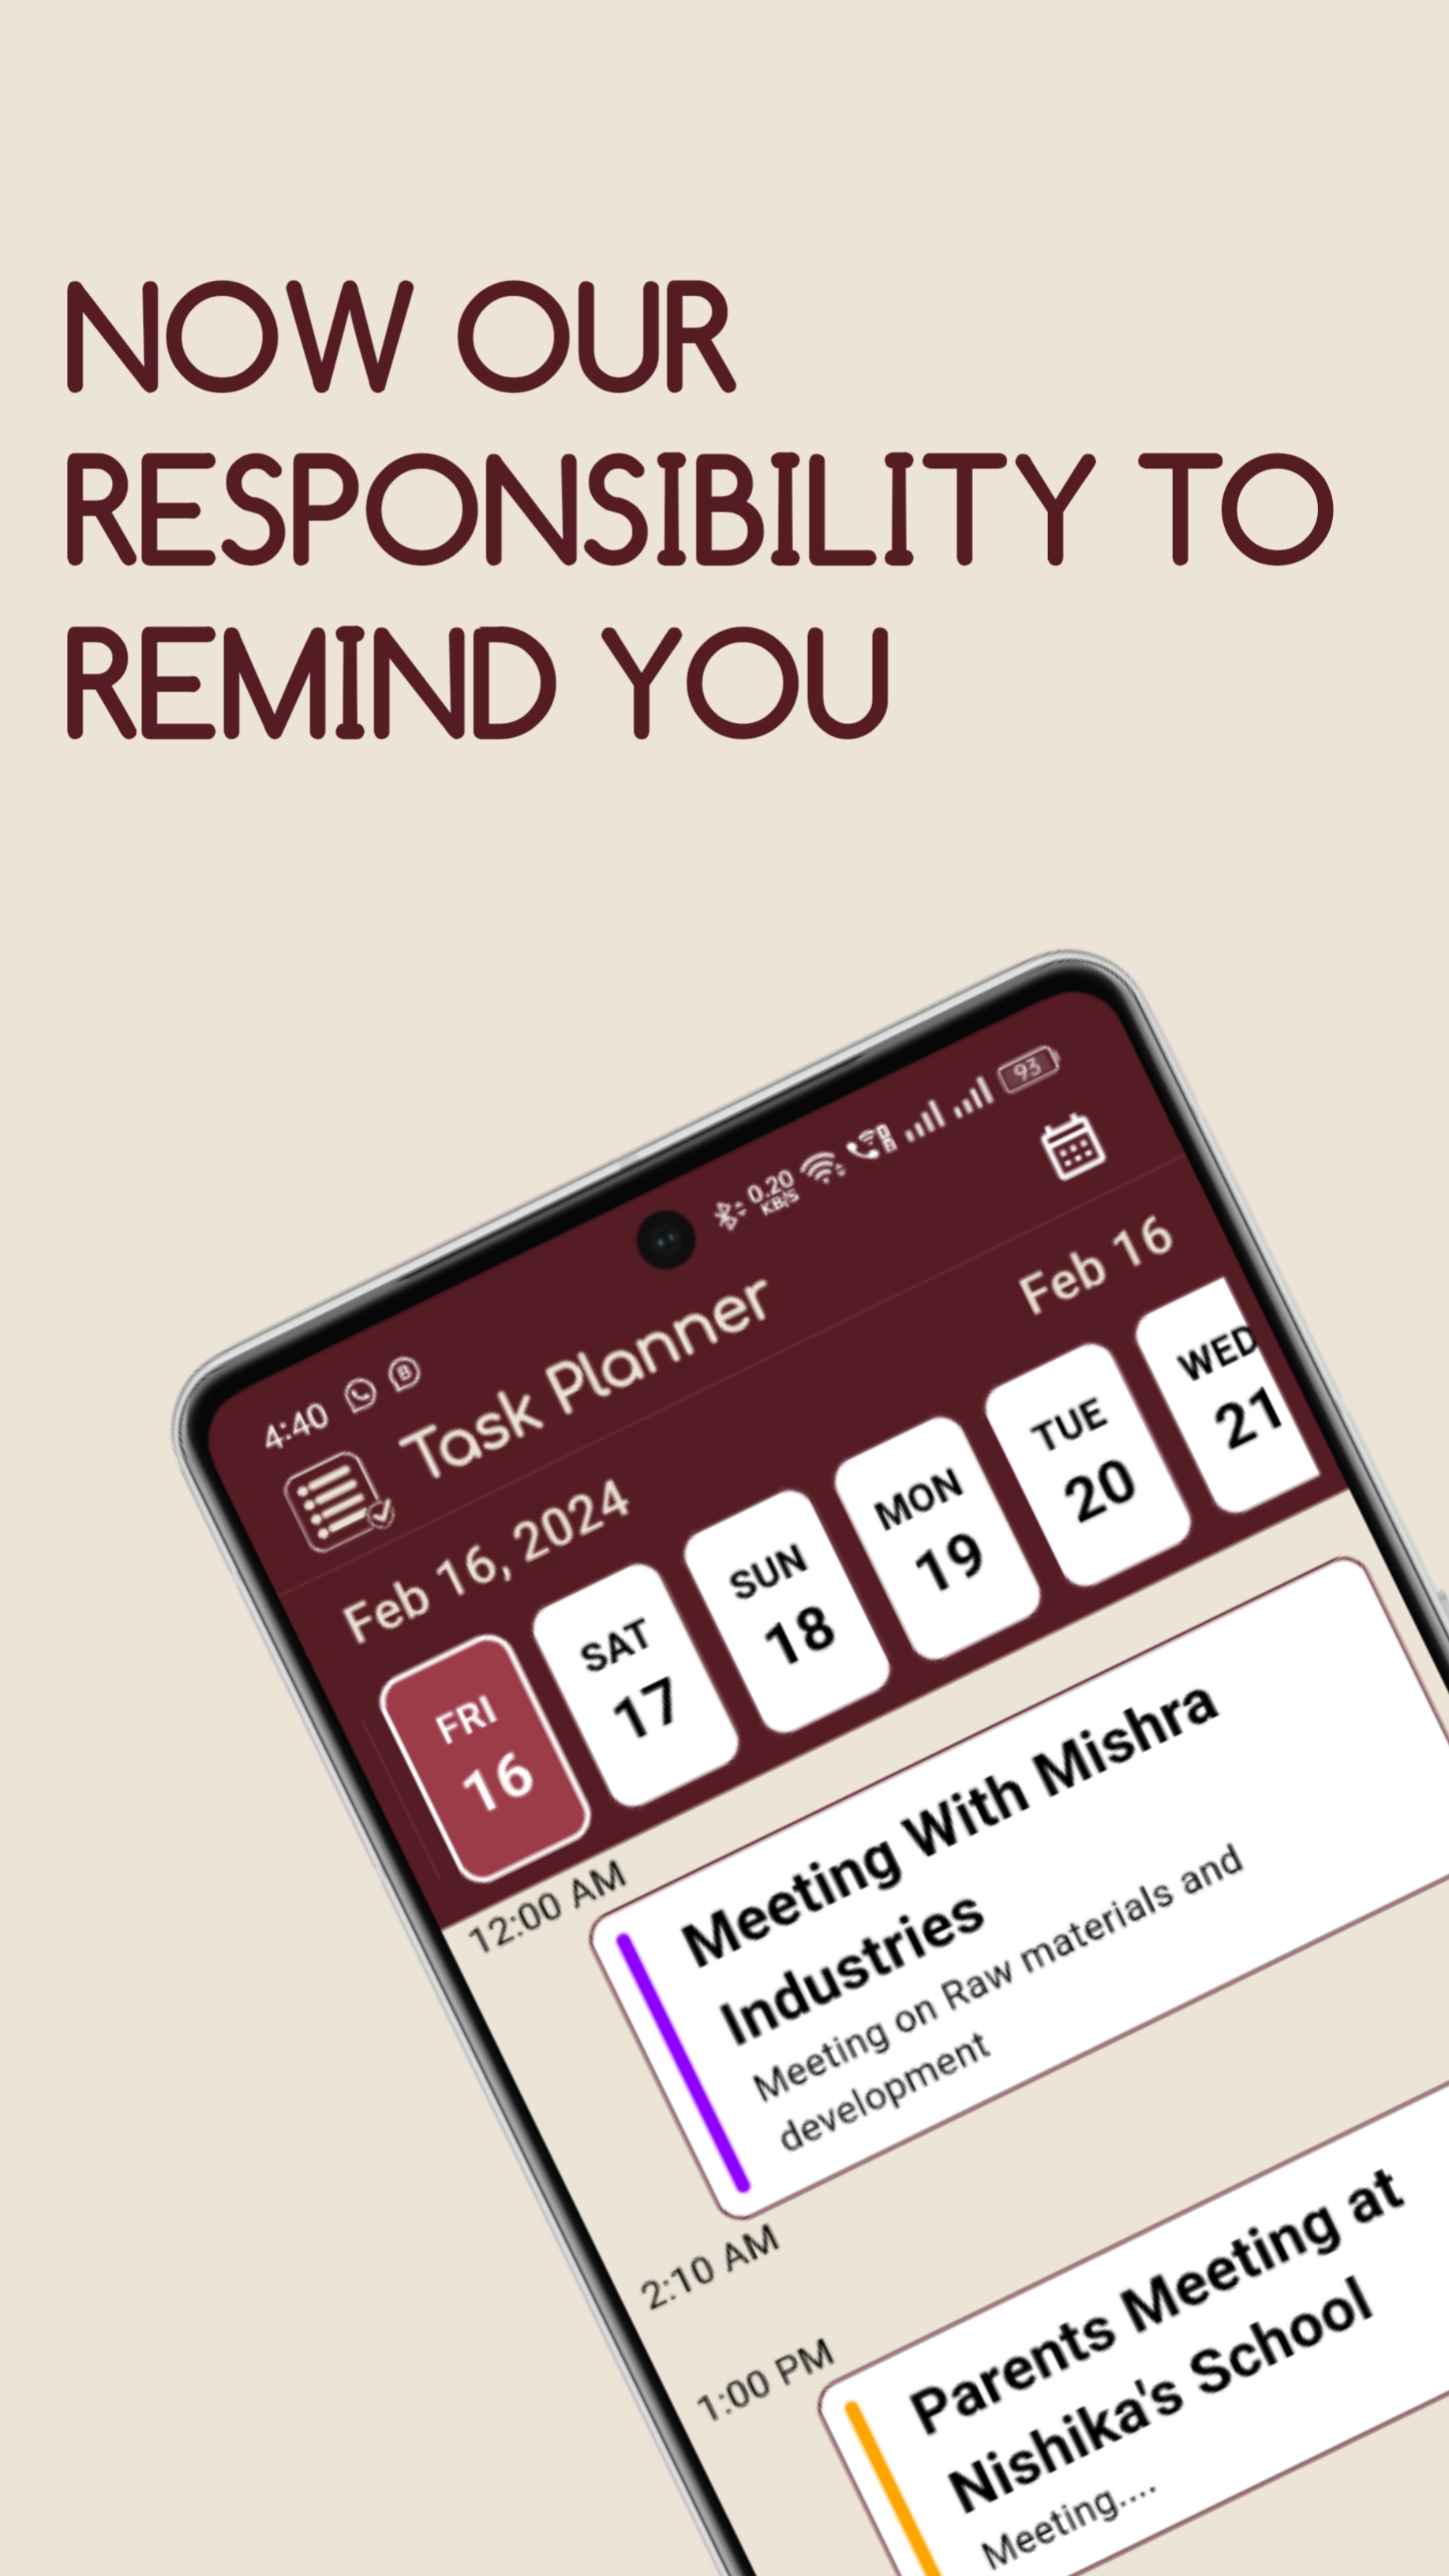 NOW OUR
RESPONSIBILITY TO
REMIND YOU
4:40
0.20
KB/S
93
Task Planner
Feb 16, 2024
Feb 16
FRI
16
SAT
17
SUN
18
MON
19
TUE
20
WED
21
12:00 AM
Meeting With Mishra
Industries
Meeting on Raw materials and
development
2:10 AM
1:00 PM
Parents Meeting at
Nishika's School
Meeting....